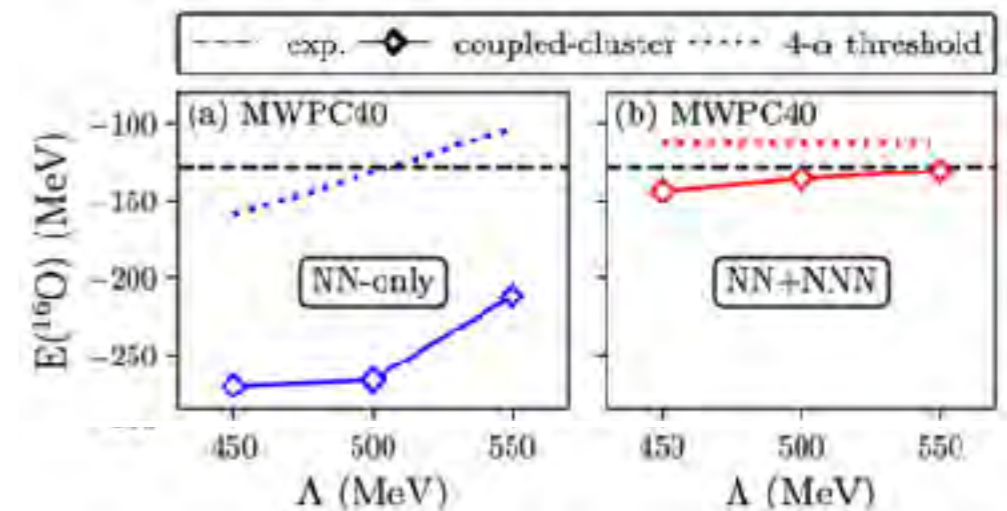 exp. coupled-cluster 4-α threshold
(a) MWPC40
(b) MWPC40
E(¹⁶O) (MeV)
−100
−150
−200
−250
NN-only
NN+NNN
450 500 550
450 500 550
Λ (MeV)
Λ (MeV)